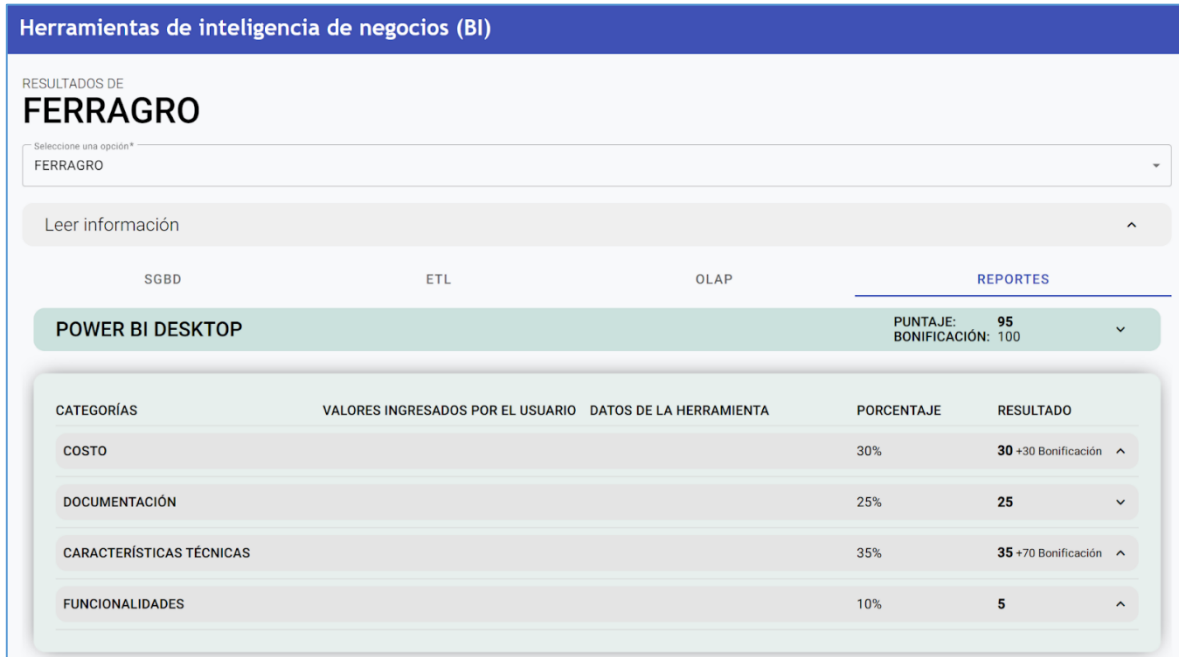 Herramientas de inteligencia de negocios (BI)
RESULTADOS DE
FERRAGRO
Seleccione una opción*
FERRAGRO
Leer información
SGBD ETL OLAP REPORTES
POWER BI DESKTOP PUNTAJE: 95
BONIFICACIÓN: 100
CATEGORÍAS VALORES INGRESADOS POR EL USUARIO DATOS DE LA HERRAMIENTA PORCENTAJE RESULTADO
COSTO 30% 30 +30 Bonificación
DOCUMENTACIÓN 25% 25
CARACTERÍSTICAS TÉCNICAS 35% 35 +70 Bonificación
FUNCIONALIDADES 10% 5